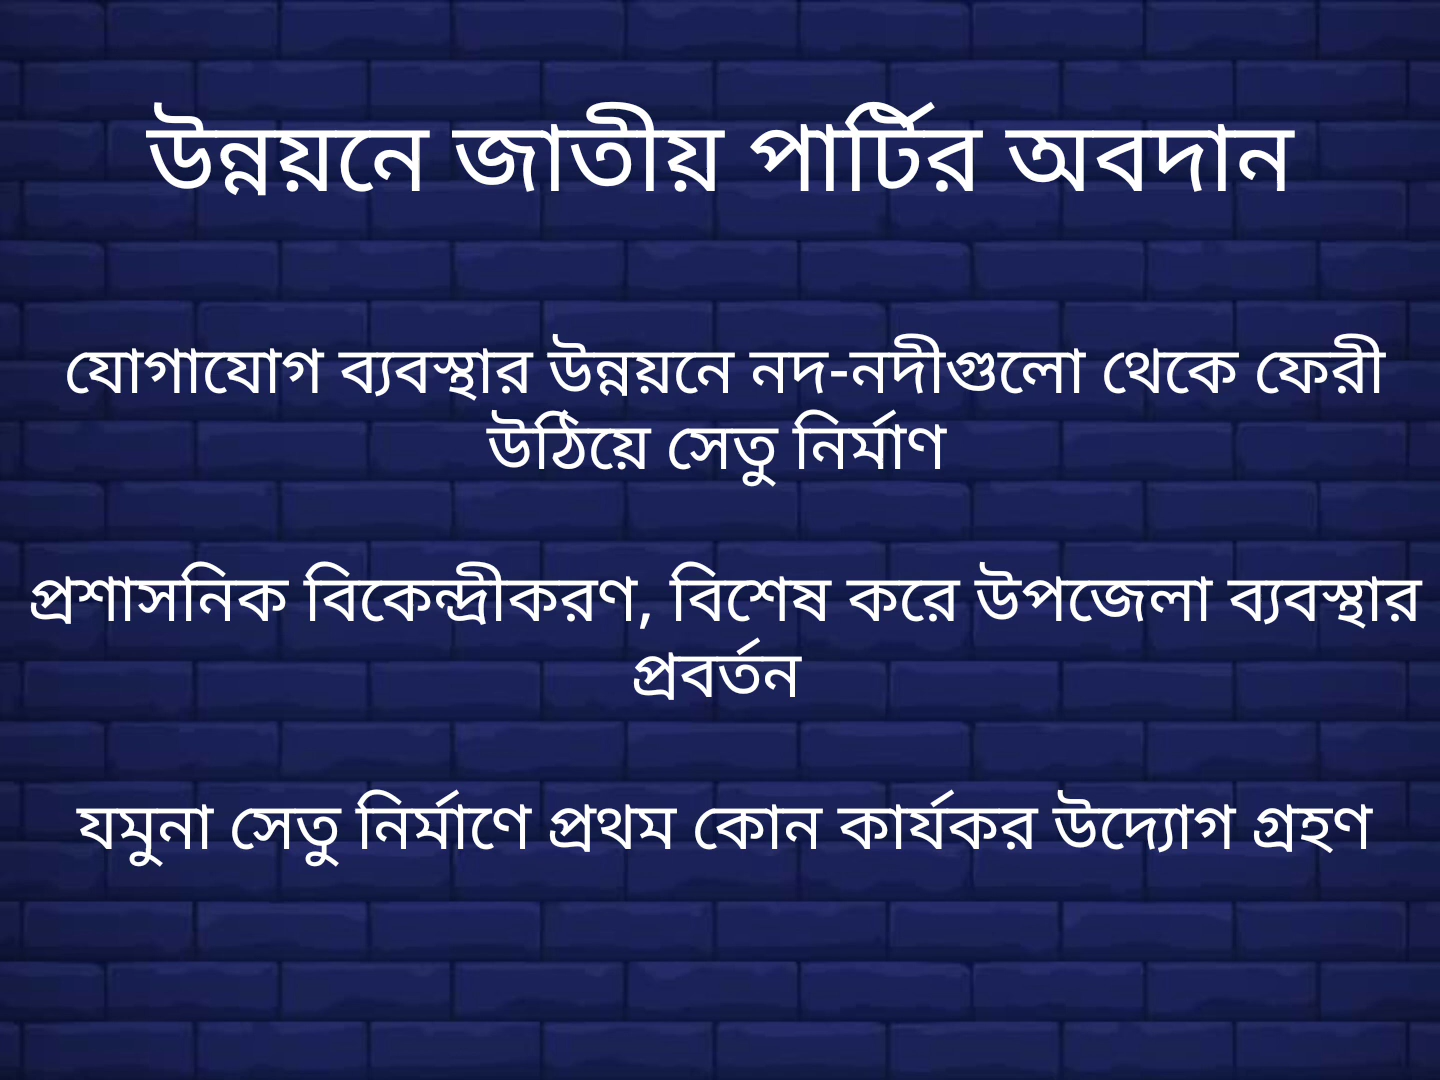 উন্নয়নে জাতীয় পার্টির অবদান
যোগাযোগ ব্যবস্থার উন্নয়নে নদ-নদীগুলো থেকে ফেরী
উঠিয়ে সেতু নির্মাণ
প্রশাসনিক বিকেন্দ্রীকরণ, বিশেষ করে উপজেলা ব্যবস্থার
প্রবর্তন
যমুনা সেতু নির্মাণে প্রথম কোন কার্যকর উদ্যোগ গ্রহণ